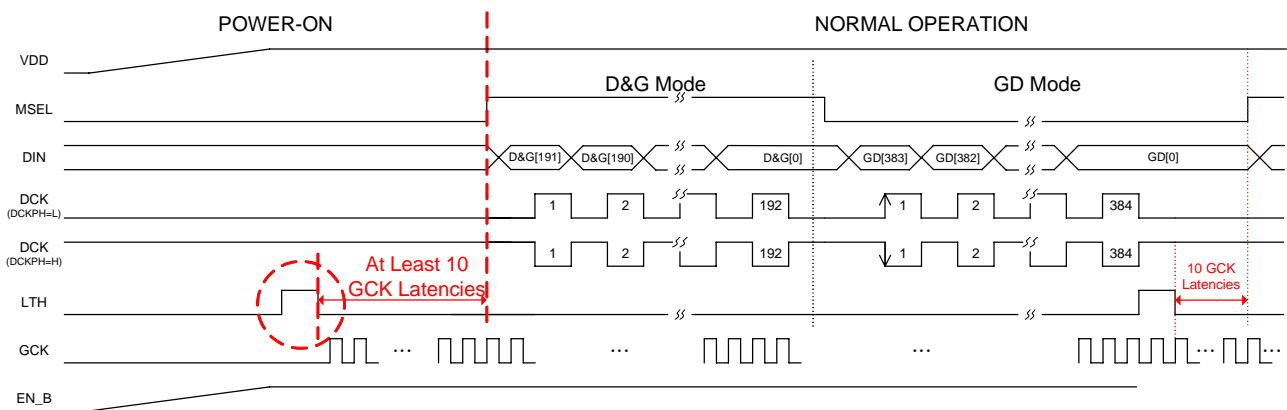 POWER-ON
NORMAL OPERATION
VDD
D&G Mode
GD Mode
MSEL
DIN
D&G[191]
D&G[190]
D&G[0]
GD[383]
GD[382]
GD[0]
DCK
(DCKPH=L)
1
2
192
1
2
384
DCK
(DCKPH=H)
1
2
192
1
2
384
At Least 10
GCK Latencies
10 GCK
Latencies
LTH
GCK
...
...
...
...
...
EN_B